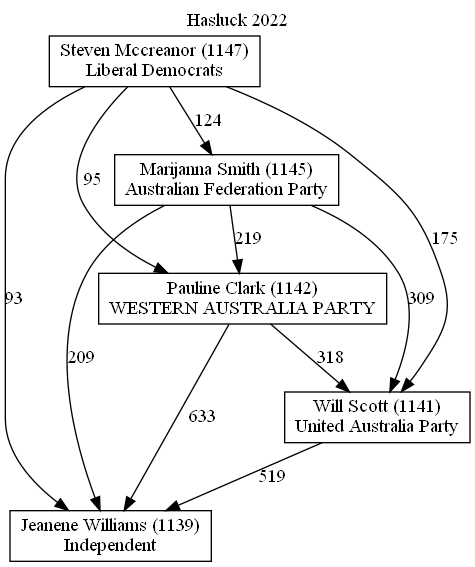 Hasluck 2022
Steven Mccreanor (1147)
Liberal Democrats
124
Marijanna Smith (1145)
Australian Federation Party
95
219
175
Pauline Clark (1142)
WESTERN AUSTRALIA PARTY
93
309
209
318
633
Will Scott (1141)
United Australia Party
519
Jeanene Williams (1139)
Independent